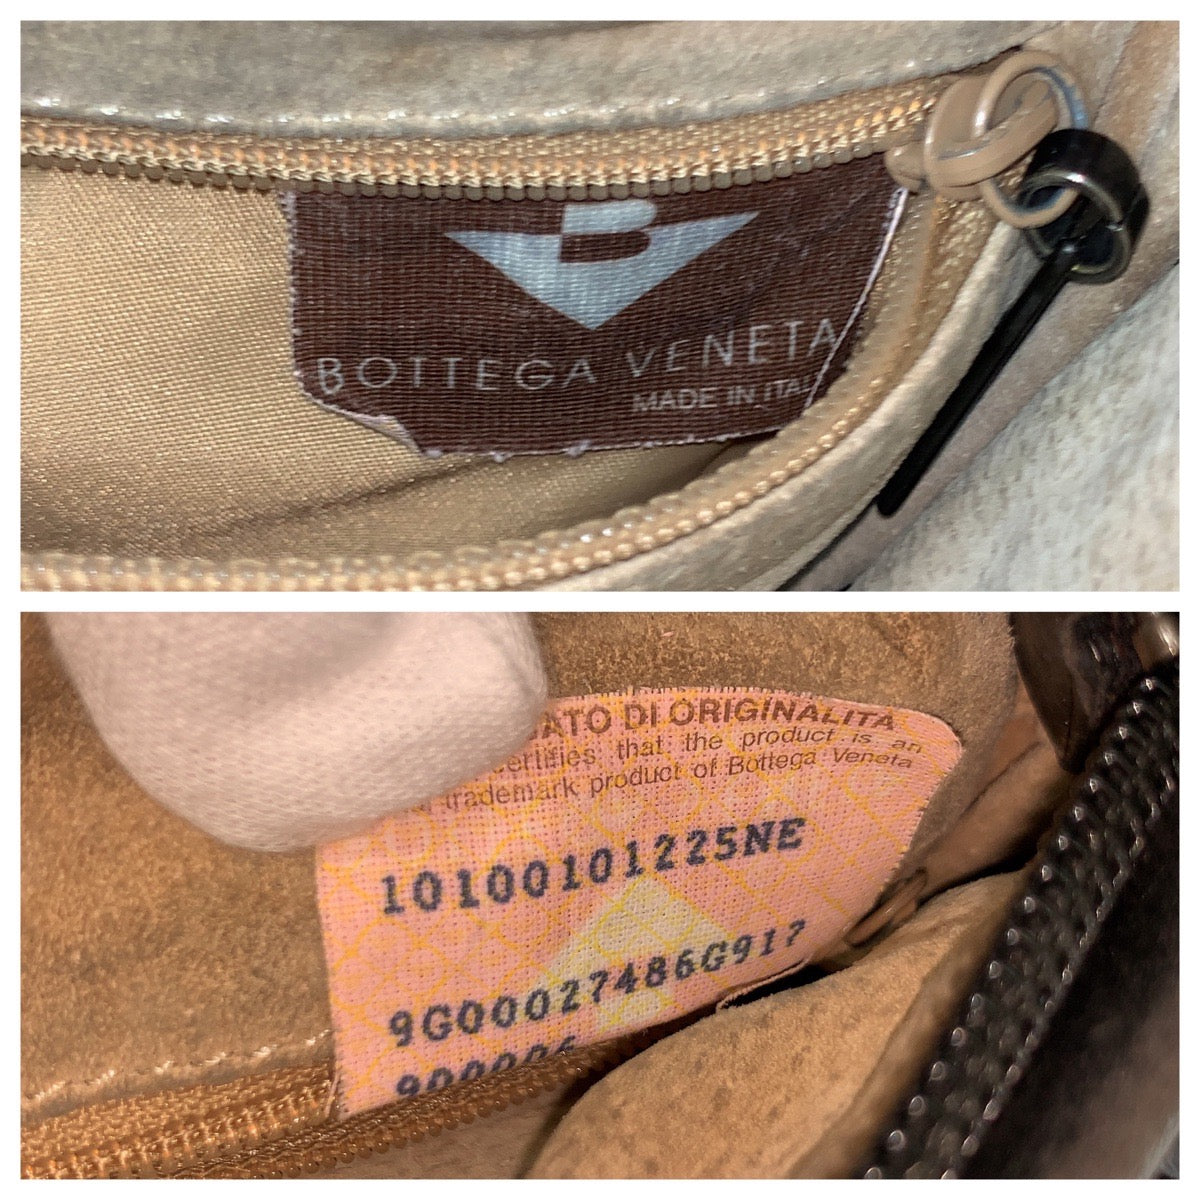 B
BOTTEGA VENETA
MADE IN ITAL
ATO DI ORIGINALITA
certifies that the product is an
trademark product of Bottega Veneta
10100101225NE
9G00027486G917
900006